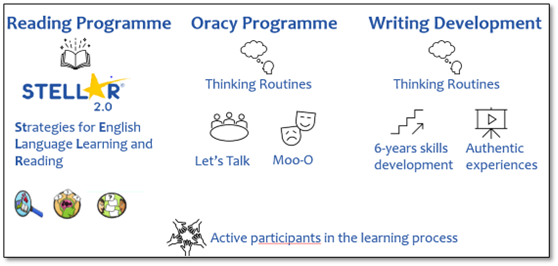 Reading Programme
STELLAR
2.0
Strategies for English
Language Learning and
Reading
Oracy Programme
Thinking Routines
Let's Talk
Moo-O
Writing Development
Thinking Routines
6-years skills
development
Authentic
experiences
Active participants in the learning process